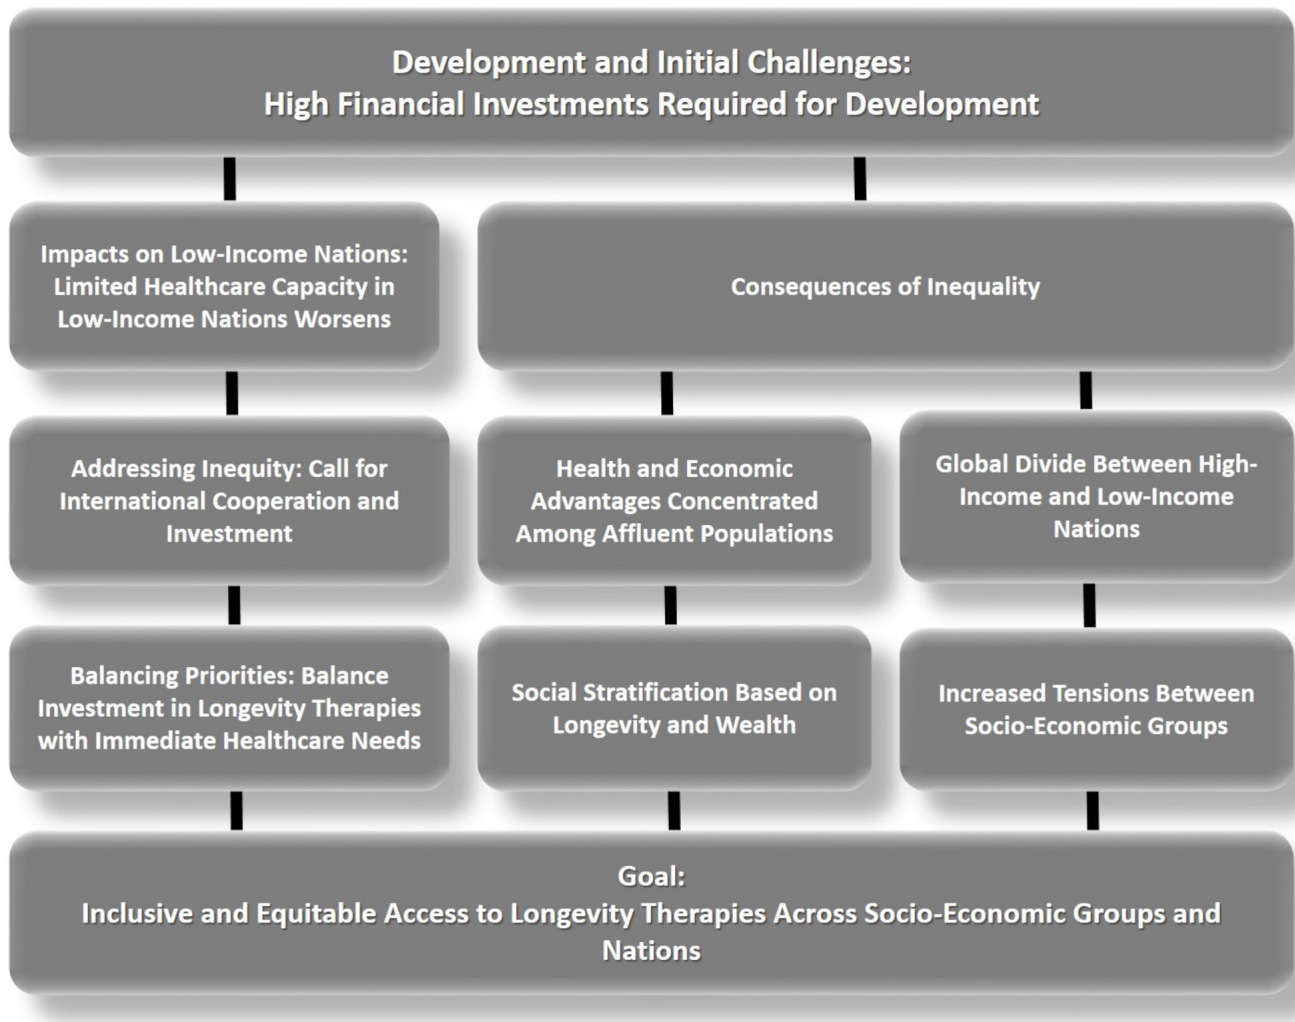 Development and Initial Challenges:
High Financial Investments Required for Development
Impacts on Low-Income Nations:
Limited Healthcare Capacity in
Low-Income Nations Worsens
Consequences of Inequality
Addressing Inequity: Call for
International Cooperation and
Investment
Health and Economic
Advantages Concentrated
Among Affluent Populations
Global Divide Between High-
Income and Low-Income
Nations
Balancing Priorities: Balance
Investment in Longevity Therapies
with Immediate Healthcare Needs
Social Stratification Based on
Longevity and Wealth
Increased Tensions Between
Socio-Economic Groups
Goal:
Inclusive and Equitable Access to Longevity Therapies Across Socio-Economic Groups and
Nations